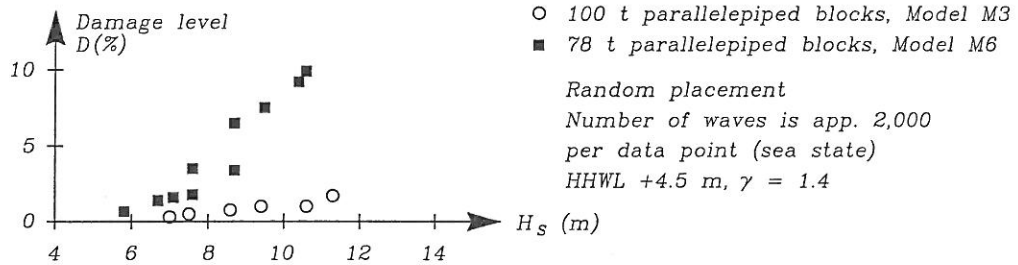 Damage level
D(%)
10
5
0
4 6 8 10 12 14
H_s (m)
100 t parallelepiped blocks, Model M3
78 t parallelepiped blocks, Model M6
Random placement
Number of waves is app. 2,000
per data point (sea state)
HHWL +4.5 m, γ = 1.4